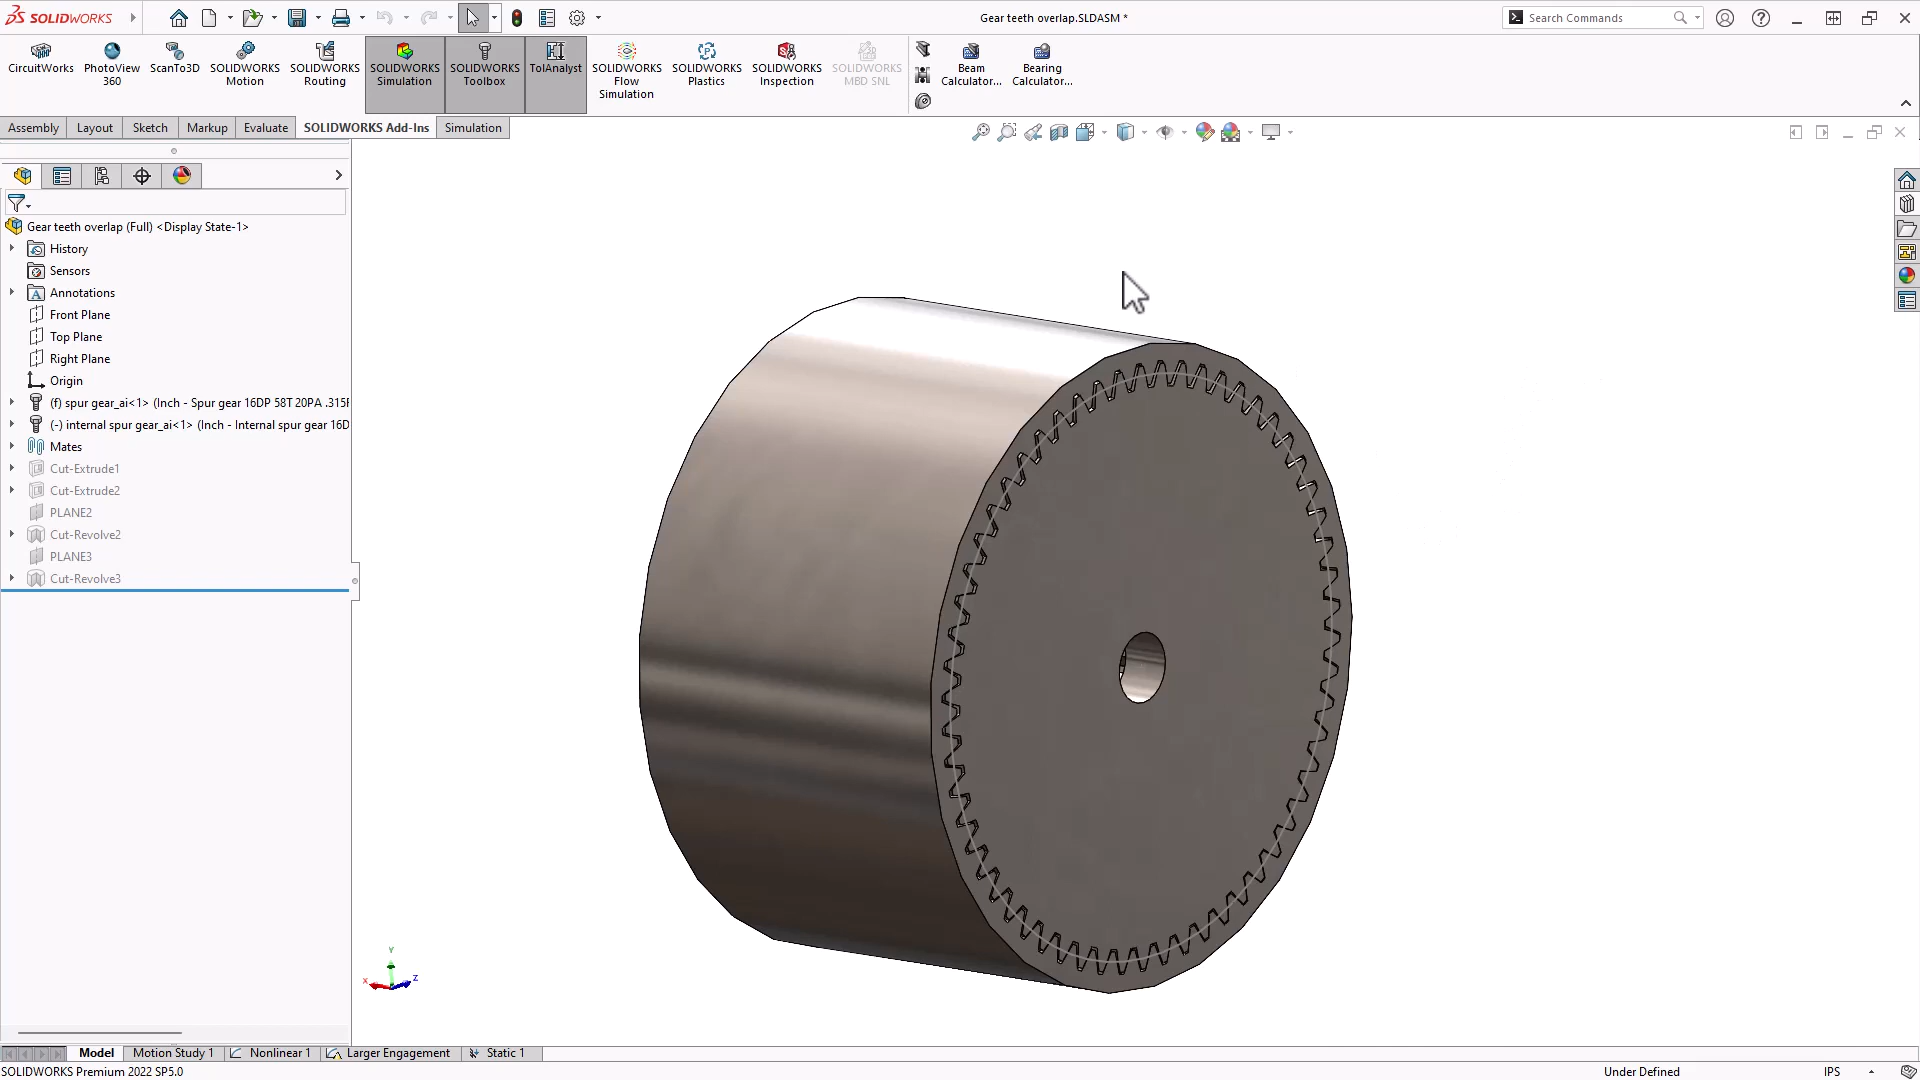 SOLIDWORKS
Gear teeth overlap.SLDASM *
Search Commands
CircuitWorks
PhotoView
360
ScanTo3D
SOLIDWORKS
Motion
SOLIDWORKS
Routing
SOLIDWORKS
Simulation
SOLIDWORKS
Toolbox
TolAnalyst
SOLIDWORKS
Flow
Simulation
SOLIDWORKS
Plastics
SOLIDWORKS
Inspection
SOLIDWORKS
MBD SNL
Beam
Calculator...
Bearing
Calculator...
Assembly Layout Sketch Markup Evaluate SOLIDWORKS Add-Ins Simulation
Gear teeth overlap (Full) <Display State-1>
History
Sensors
Annotations
Front Plane
Top Plane
Right Plane
Origin
(f) spur gear_ai<1> (Inch - Spur gear 16DP 58T 20PA .315F
(-) internal spur gear_ai<1> (Inch - Internal spur gear 16D
Mates
Cut-Extrude1
Cut-Extrude2
PLANE2
Cut-Revolve2
PLANE3
Cut-Revolve3
Y
X
Z
Model Motion Study 1 Nonlinear 1 Larger Engagement Static 1
SOLIDWORKS Premium 2022 SP5.0
Under Defined
IPS